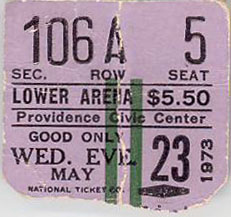 106 A 5
SEC. ROW SEAT
LOWER ARENA $5.50
Providence Civic Center
GOOD ONLY
WED. EVE. 23 1973
MAY
NATIONAL TICKET CO.